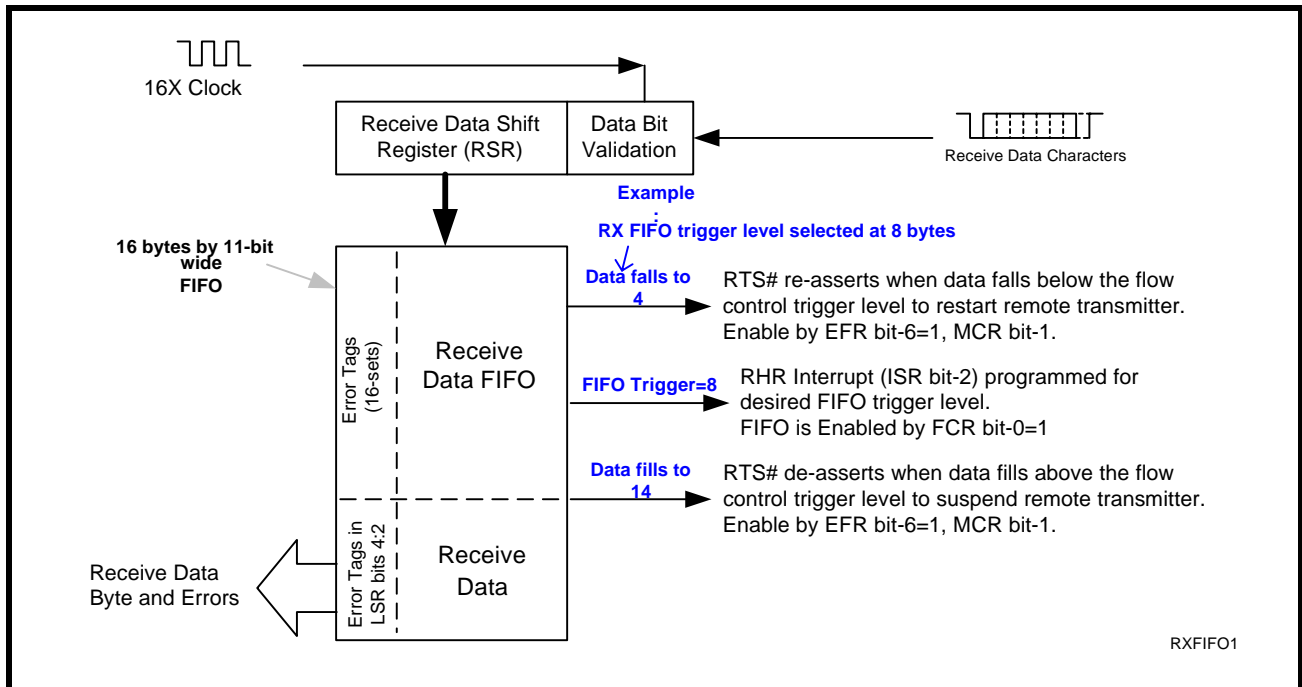 16X Clock
Receive Data Shift
Register (RSR)
Data Bit
Validation
Receive Data Characters
Example
:
RX FIFO trigger level selected at 8 bytes
16 bytes by 11-bit
wide
FIFO
Error Tags
(16-sets)
Receive
Data FIFO
Data falls to
4
RTS# re-asserts when data falls below the flow
control trigger level to restart remote transmitter.
Enable by EFR bit-6=1, MCR bit-1.
FIFO Trigger=8
RHR Interrupt (ISR bit-2) programmed for
desired FIFO trigger level.
FIFO is Enabled by FCR bit-0=1
Data fills to
14
RTS# de-asserts when data fills above the flow
control trigger level to suspend remote transmitter.
Enable by EFR bit-6=1, MCR bit-1.
Error Tags in
LSR bits 4:2
Receive
Data
Receive Data
Byte and Errors
RXFIFO1